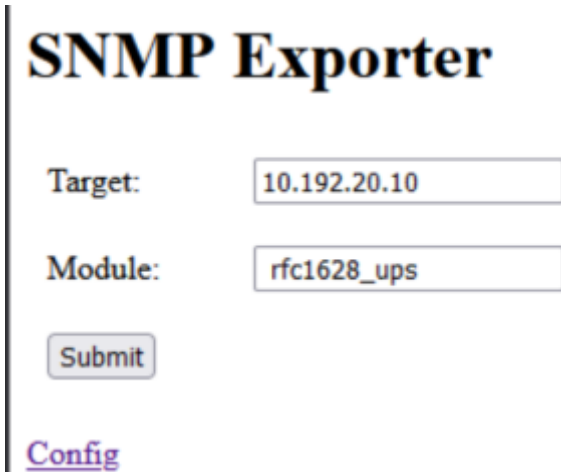 SNMP Exporter
Target: 10.192.20.10
Module: rfc1628_ups
Submit
Config